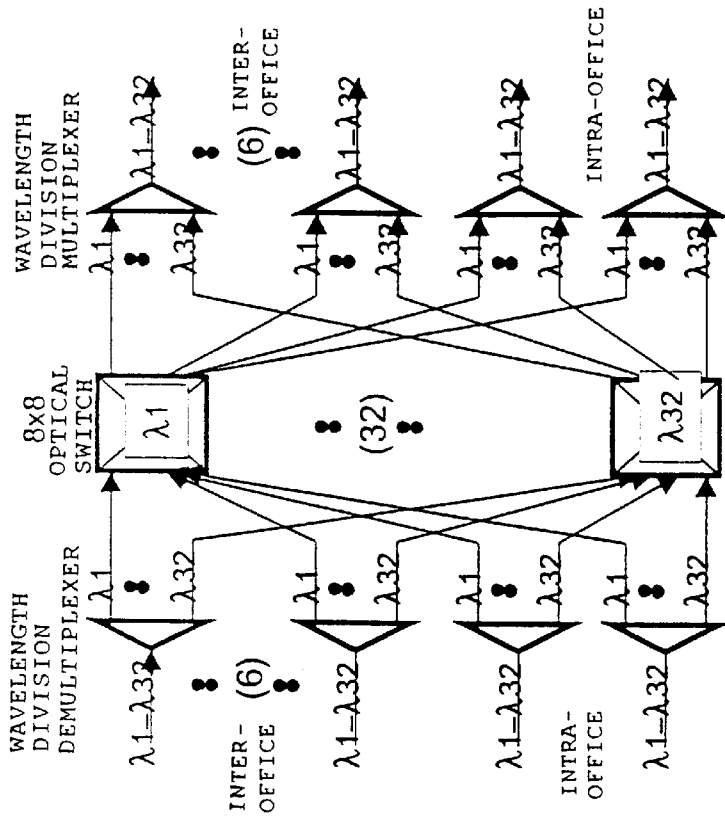 WAVELENGTH
DIVISION
DEMULTIPLEXER
8x8
OPTICAL
SWITCH
WAVELENGTH
DIVISION
MULTIPLEXER
λ1–λ32
λ1
λ32
λ1
λ1
λ32
λ1–λ32
INTER-
OFFICE
(6)
(32)
(6)
INTER-
OFFICE
λ1–λ32
λ1
λ32
λ1
λ32
λ1–λ32
λ1–λ32
λ1
λ32
λ1
λ32
λ1–λ32
INTRA-
OFFICE
INTRA-OFFICE
λ1–λ32
λ1
λ32
λ32
λ1
λ32
λ1–λ32